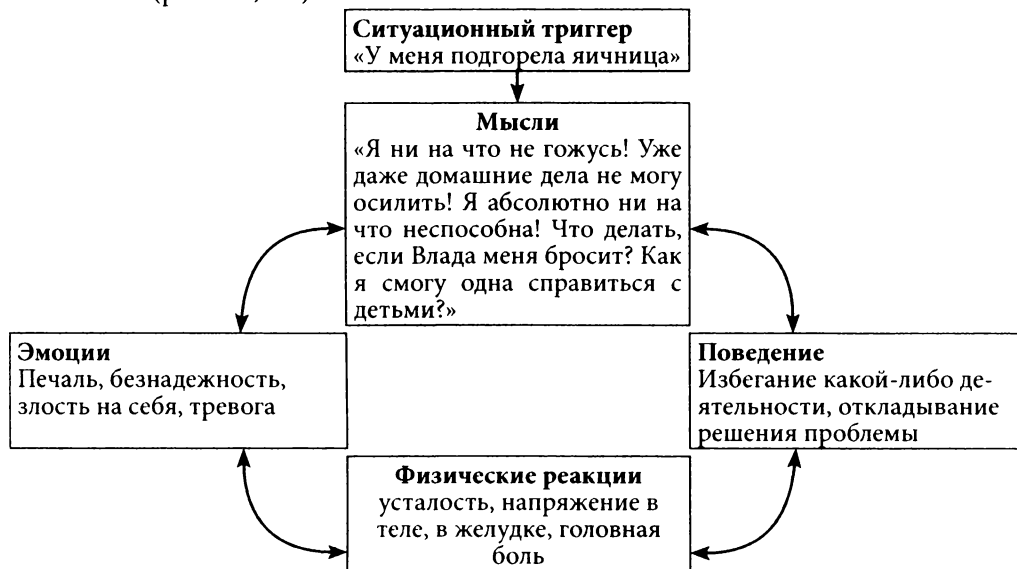 Ситуационный триггер
«У меня подгорела яичница»
Мысли
«Я ни на что не гожусь! Уже
даже домашние дела не могу
осилить! Я абсолютно ни на
что неспособна! Что делать,
если Влада меня бросит? Как
я смогу одна справиться с
детьми?»
Эмоции
Печаль, безнадежность,
злость на себя, тревога
Поведение
Избегание какой-либо де-
ятельности, откладывание
решения проблемы
Физические реакции
усталость, напряжение в
теле, в желудке, головная
боль